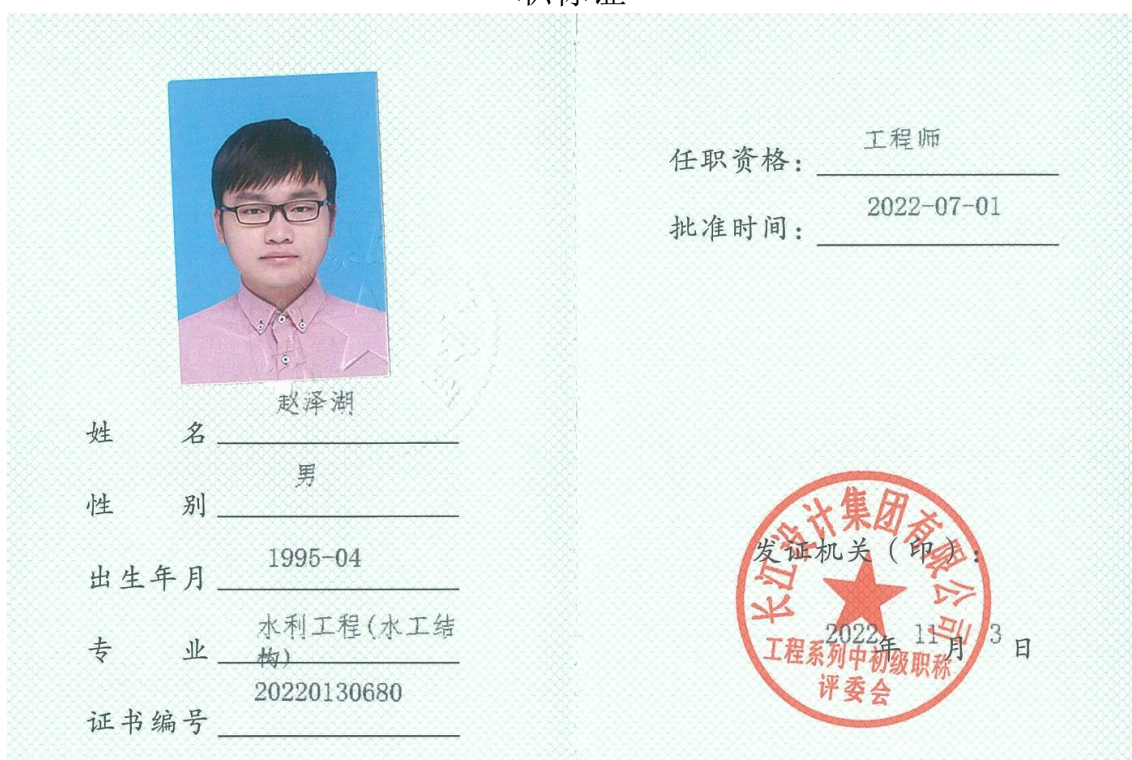 职称证
赵泽湖
姓 名
男
性 别
1995-04
出生年月
水利工程(水工结
构)
专 业
20220130680
证书编号
工程师
任职资格:
2022-07-01
批准时间:
长江设计集团有限公司
发证机关(印):
2022年 11月 3日
工程系列中初级职称
评委会